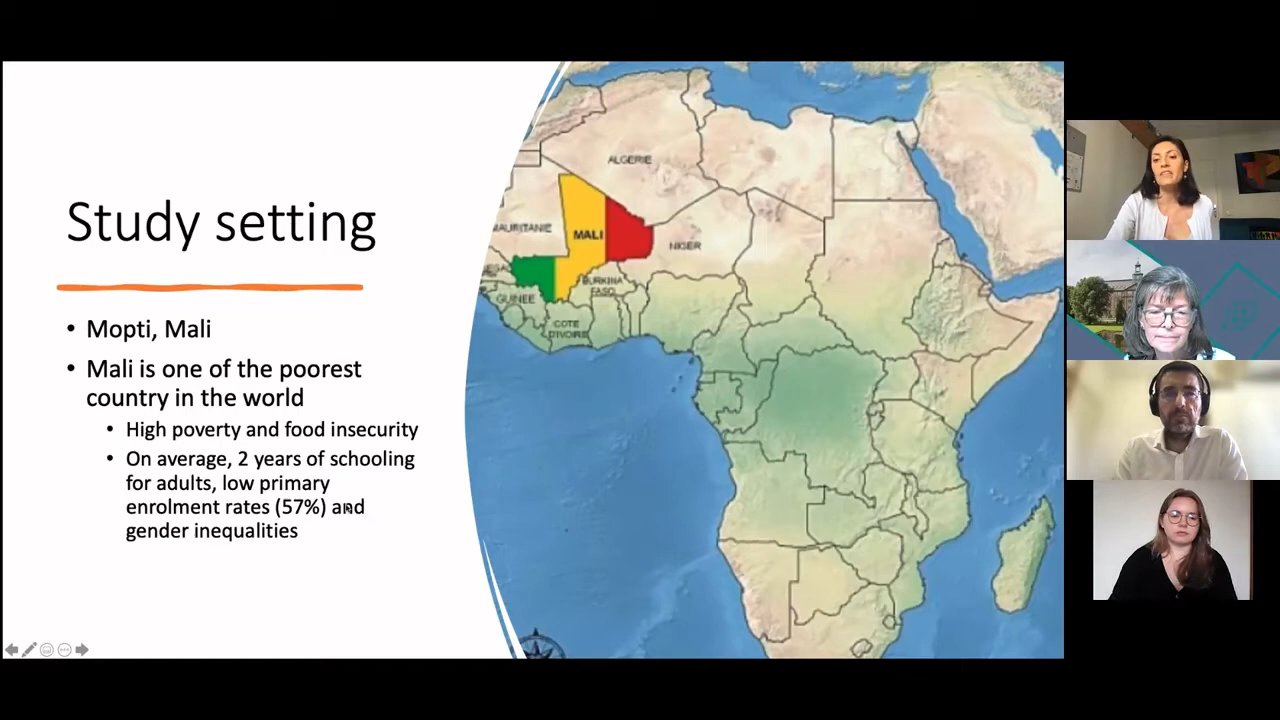 Study setting
• Mopti, Mali
• Mali is one of the poorest
country in the world
• High poverty and food insecurity
• On average, 2 years of schooling
for adults, low primary
enrolment rates (57%) and
gender inequalities
ALGERIE
MAURITANIE
MALI
NIGER
BURKINA
FASO
GUINEE
COTE
D'IVOIRE